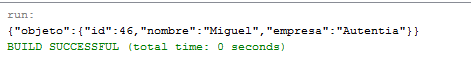 run:
{"objeto":{"id":46,"nombre":"Miguel","empresa":"Autentia"}}
BUILD SUCCESSFUL (total time: 0 seconds)